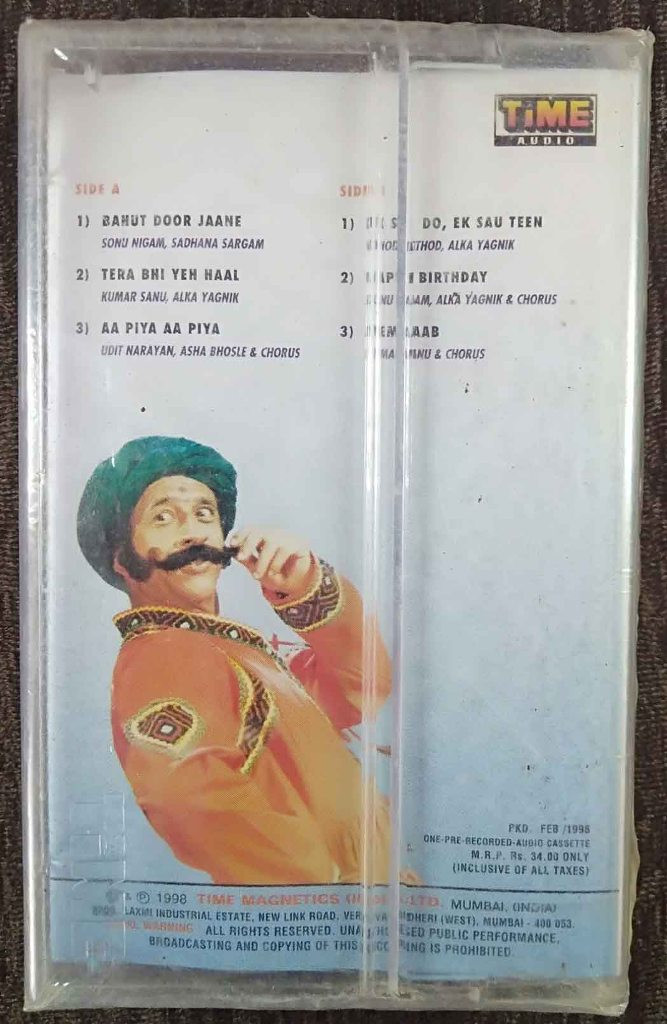 TiME
AUDIO
SIDE A
1) BAHUT DOOR JAANE
SONU NIGAM, SADHANA SARGAM
2) TERA BHI YEH HAAL
KUMAR SANU, ALKA YAGNIK
3) AA PIYA AA PIYA
UDIT NARAYAN, ASHA BHOSLE & CHORUS
SIDE
1) DO, EK SAU TEEN
ALKA YAGNIK
2) BIRTHDAY
ALKA YAGNIK & CHORUS
3)
& CHORUS
PKD. FEB /1998
ONE-PRE-RECORDED-AUDIO CASSETTE
M.R.P. Rs. 34.00 ONLY
(INCLUSIVE OF ALL TAXES)
& ℗ 1998 TIME MAGNETICS LTD. MUMBAI, (INDIA)
LAXMI INDUSTRIAL ESTATE, NEW LINK ROAD, (WEST), MUMBAI - 400 053.
WARNING ALL RIGHTS RESERVED. PUBLIC PERFORMANCE,
BROADCASTING AND COPYING OF THIS IS PROHIBITED.